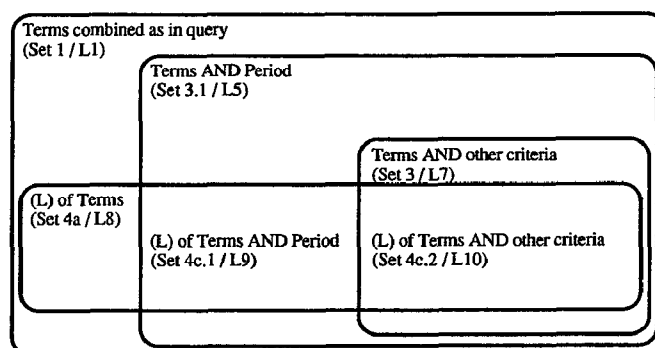 Terms combined as in query
(Set 1 / L1)
Terms AND Period
(Set 3.1 / L5)
Terms AND other criteria
(Set 3 / L7)
(L) of Terms
(Set 4a / L8)
(L) of Terms AND Period
(Set 4c.1 / L9)
(L) of Terms AND other criteria
(Set 4c.2 / L10)